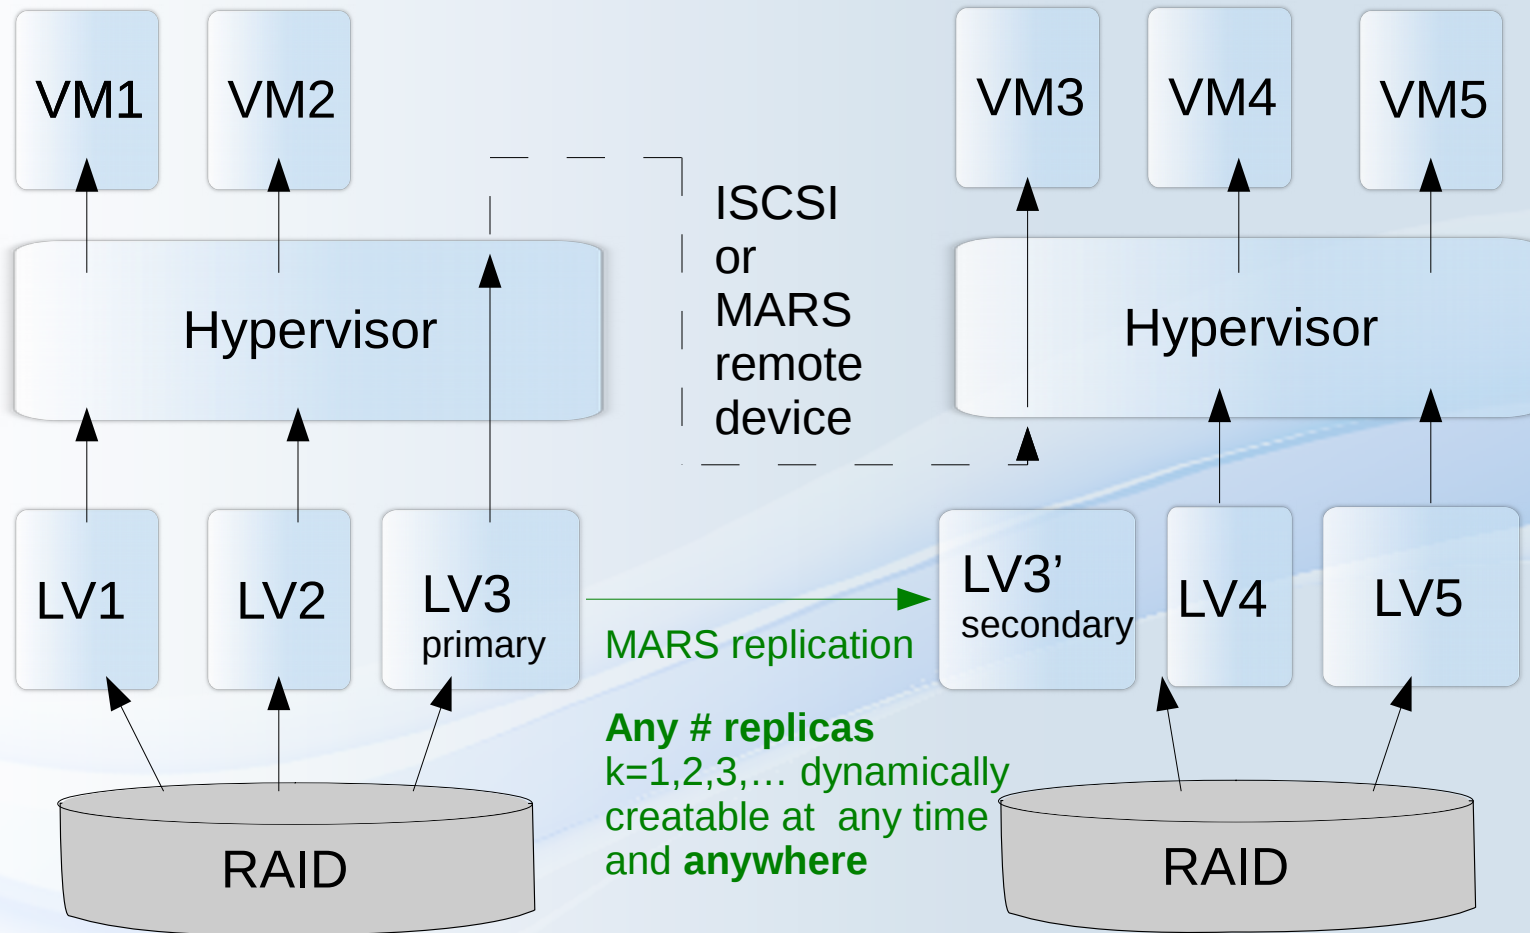 VM1
VM2
VM3
VM4
VM5
ISCSI
or
MARS
remote
device
Hypervisor
Hypervisor
LV1
LV2
LV3
primary
LV3’
secondary
LV4
LV5
MARS replication
Any # replicas
k=1,2,3,… dynamically
creatable at  any time
and anywhere
RAID
RAID